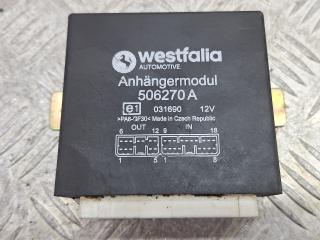 westfalia
AUTOMOTIVE
Anhängermodul
506270 A
e1 031690 12V
>PA6-GF30< Made in Czech Republic
OUT IN
6 12 9 16
1 5 1 8